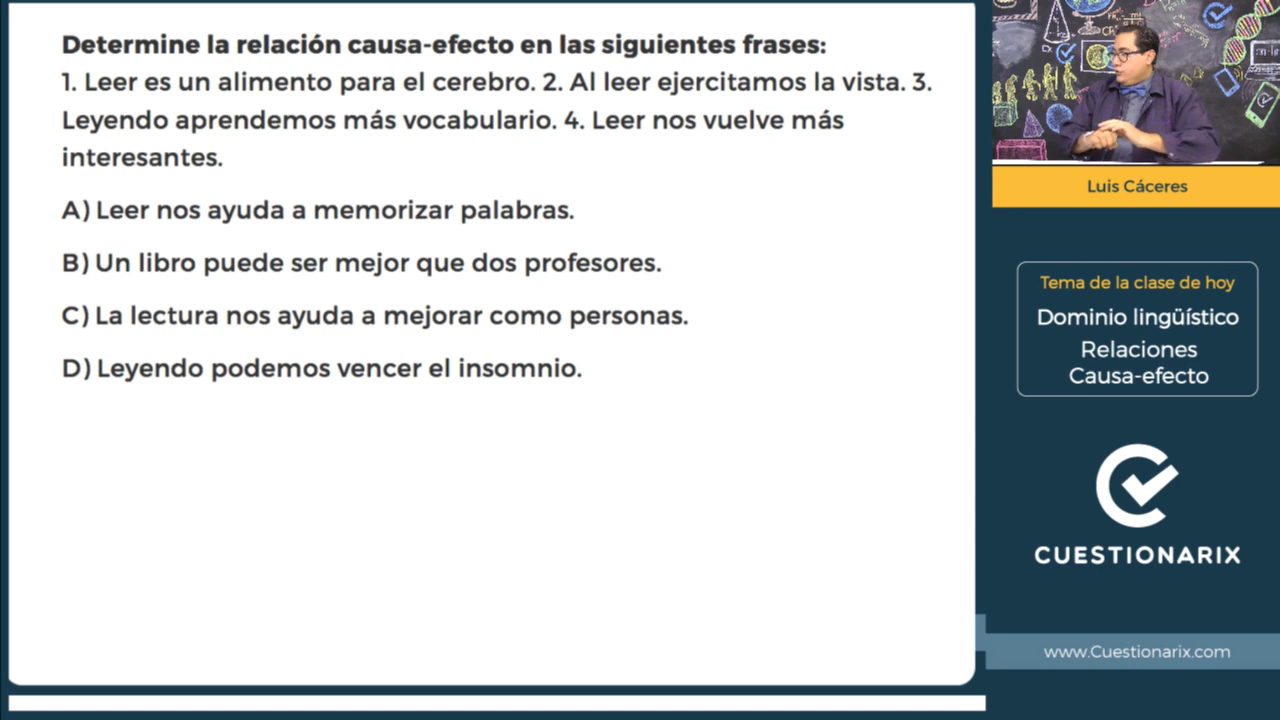 Determine la relación causa-efecto en las siguientes frases:
1. Leer es un alimento para el cerebro. 2. Al leer ejercitamos la vista. 3.
Leyendo aprendemos más vocabulario. 4. Leer nos vuelve más
interesantes.
A) Leer nos ayuda a memorizar palabras.
B) Un libro puede ser mejor que dos profesores.
C) La lectura nos ayuda a mejorar como personas.
D) Leyendo podemos vencer el insomnio.
Luis Cáceres
Tema de la clase de hoy
Dominio lingüístico
Relaciones
Causa-efecto
CUESTIONARIX
www.Cuestionarix.com